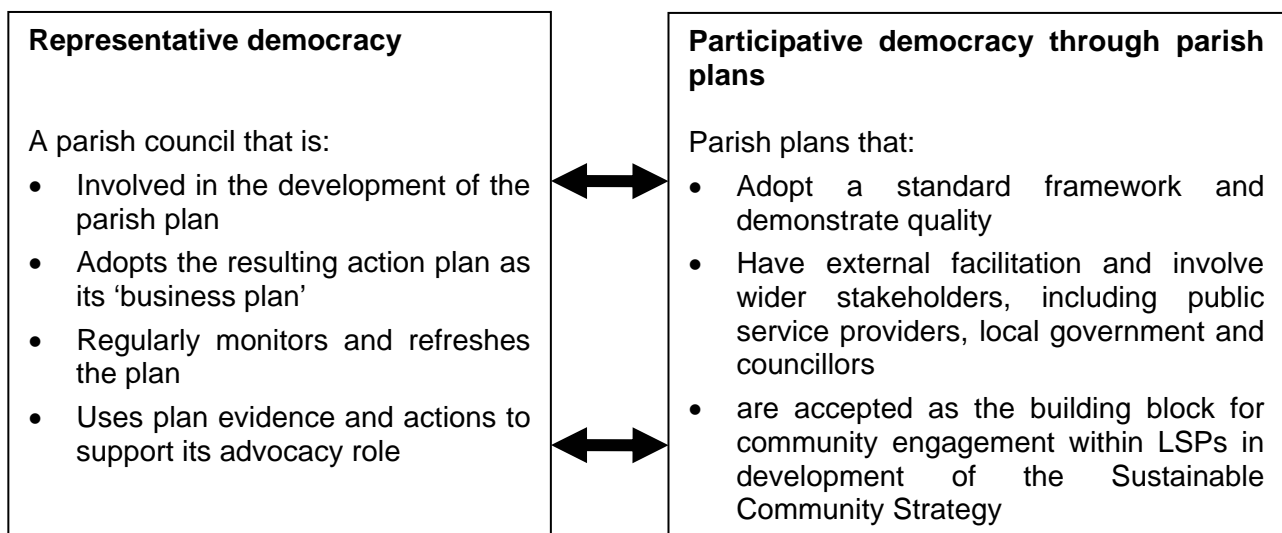 Representative democracy
A parish council that is:
• Involved in the development of the
parish plan
• Adopts the resulting action plan as
its ‘business plan’
• Regularly monitors and refreshes
the plan
• Uses plan evidence and actions to
support its advocacy role
Participative democracy through parish
plans
Parish plans that:
• Adopt a standard framework and
demonstrate quality
• Have external facilitation and involve
wider stakeholders, including public
service providers, local government and
councillors
• are accepted as the building block for
community engagement within LSPs in
development of the Sustainable
Community Strategy